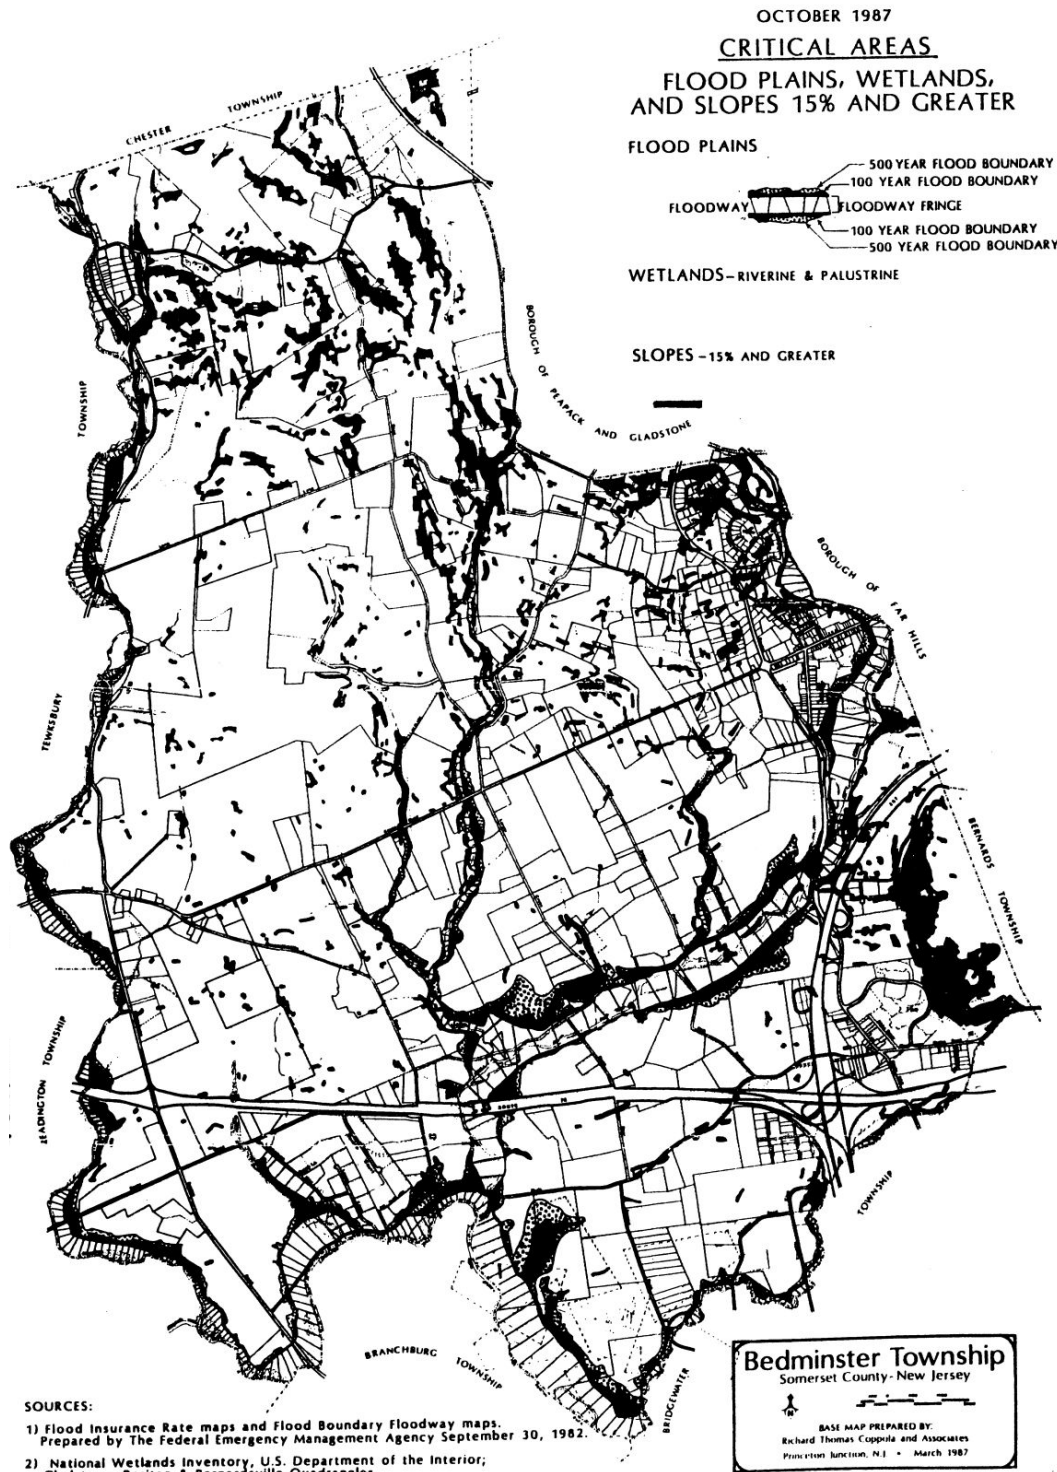 OCTOBER 1987
CRITICAL AREAS
FLOOD PLAINS, WETLANDS,
AND SLOPES 15% AND GREATER
FLOOD PLAINS
500 YEAR FLOOD BOUNDARY
100 YEAR FLOOD BOUNDARY
FLOODWAY
FLOODWAY FRINGE
100 YEAR FLOOD BOUNDARY
500 YEAR FLOOD BOUNDARY
WETLANDS-RIVERINE & PALUSTRINE
SLOPES -15% AND GREATER
CHESTER TOWNSHIP
BOROUGH OF PEAPACK AND GLADSTONE
TOWNSHIP
TEWKSBURY
BOROUGH OF FAR HILLS
BERNARDS TOWNSHIP
READINGTON TOWNSHIP
TOWNSHIP
BRIDGEWATER
BRANCHBURG TOWNSHIP
Bedminster Township
Somerset County-New Jersey
BASE MAP PREPARED BY:
Richard Thomas Coppola and Associates
Princeton Junction, N.J. • March 1987
SOURCES:
1) Flood Insurance Rate maps and Flood Boundary Floodway maps.
Prepared by The Federal Emergency Management Agency September 30, 1982.
2) National Wetlands Inventory, U.S. Department of the Interior;